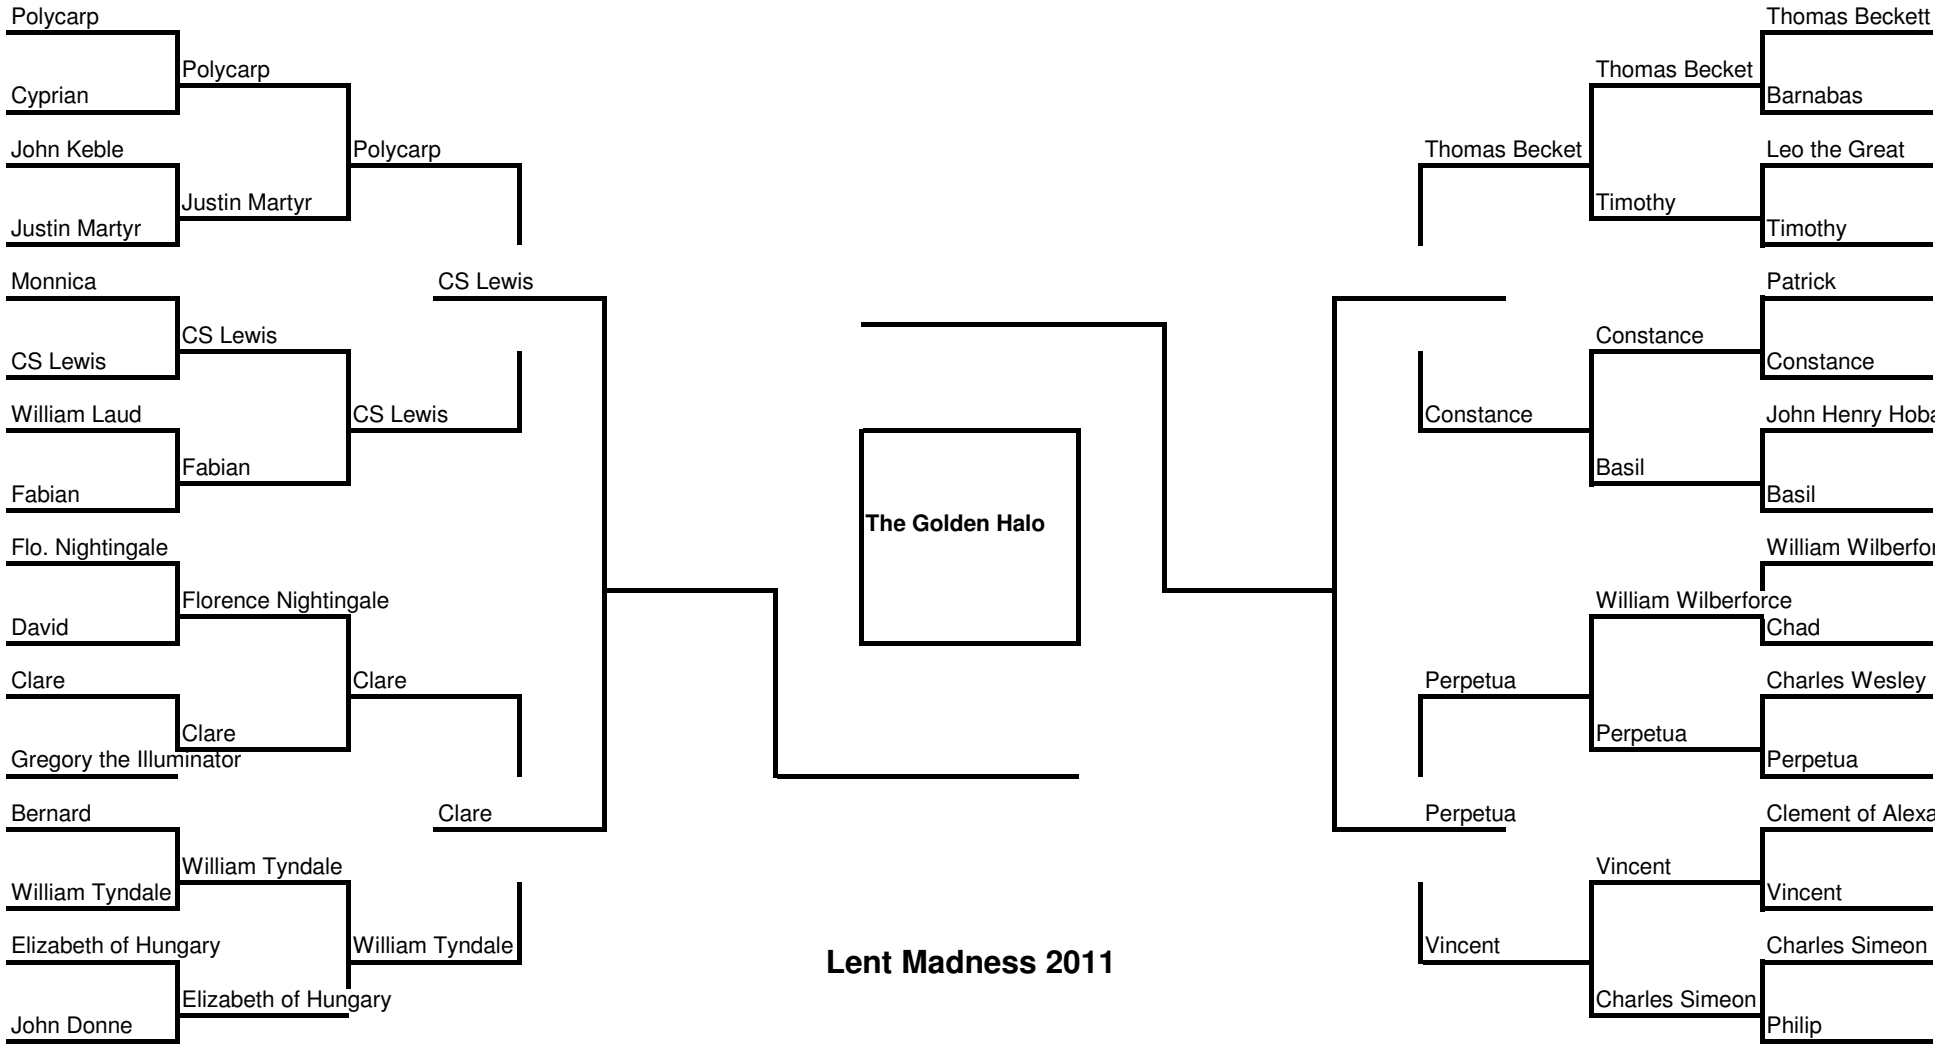 Polycarp
Cyprian
John Keble
Justin Martyr
Monnica
CS Lewis
William Laud
Fabian
Flo. Nightingale
David
Clare
Gregory the Illuminator
Bernard
William Tyndale
Elizabeth of Hungary
John Donne
Polycarp
Justin Martyr
CS Lewis
Fabian
Florence Nightingale
Clare
William Tyndale
Elizabeth of Hungary
Polycarp
CS Lewis
Clare
William Tyndale
CS Lewis
Clare
The Golden Halo
Lent Madness 2011
Perpetua
Thomas Becket
Constance
Perpetua
Vincent
Thomas Becket
Timothy
Constance
Basil
William Wilberforce
Perpetua
Vincent
Charles Simeon
Thomas Beckett
Barnabas
Leo the Great
Timothy
Patrick
Constance
John Henry Hoba
Basil
William Wilberfor
Chad
Charles Wesley
Perpetua
Clement of Alexa
Vincent
Charles Simeon
Philip